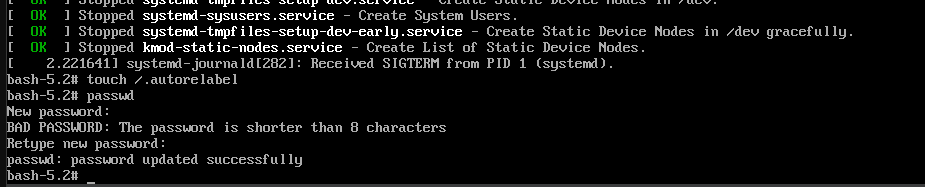 [  OK  ] Stopped systemd-tmpfiles-setup-dev.service - Create Static Device Nodes in /dev.
[  OK  ] Stopped systemd-sysusers.service - Create System Users.
[  OK  ] Stopped systemd-tmpfiles-setup-dev-early.service - Create Static Device Nodes in /dev gracefully.
[  OK  ] Stopped kmod-static-nodes.service - Create List of Static Device Nodes.
[    2.221641] systemd-journald[282]: Received SIGTERM from PID 1 (systemd).
bash-5.2# touch /.autorelabel
bash-5.2# passwd
New password:
BAD PASSWORD: The password is shorter than 8 characters
Retype new password:
passwd: password updated successfully
bash-5.2# _